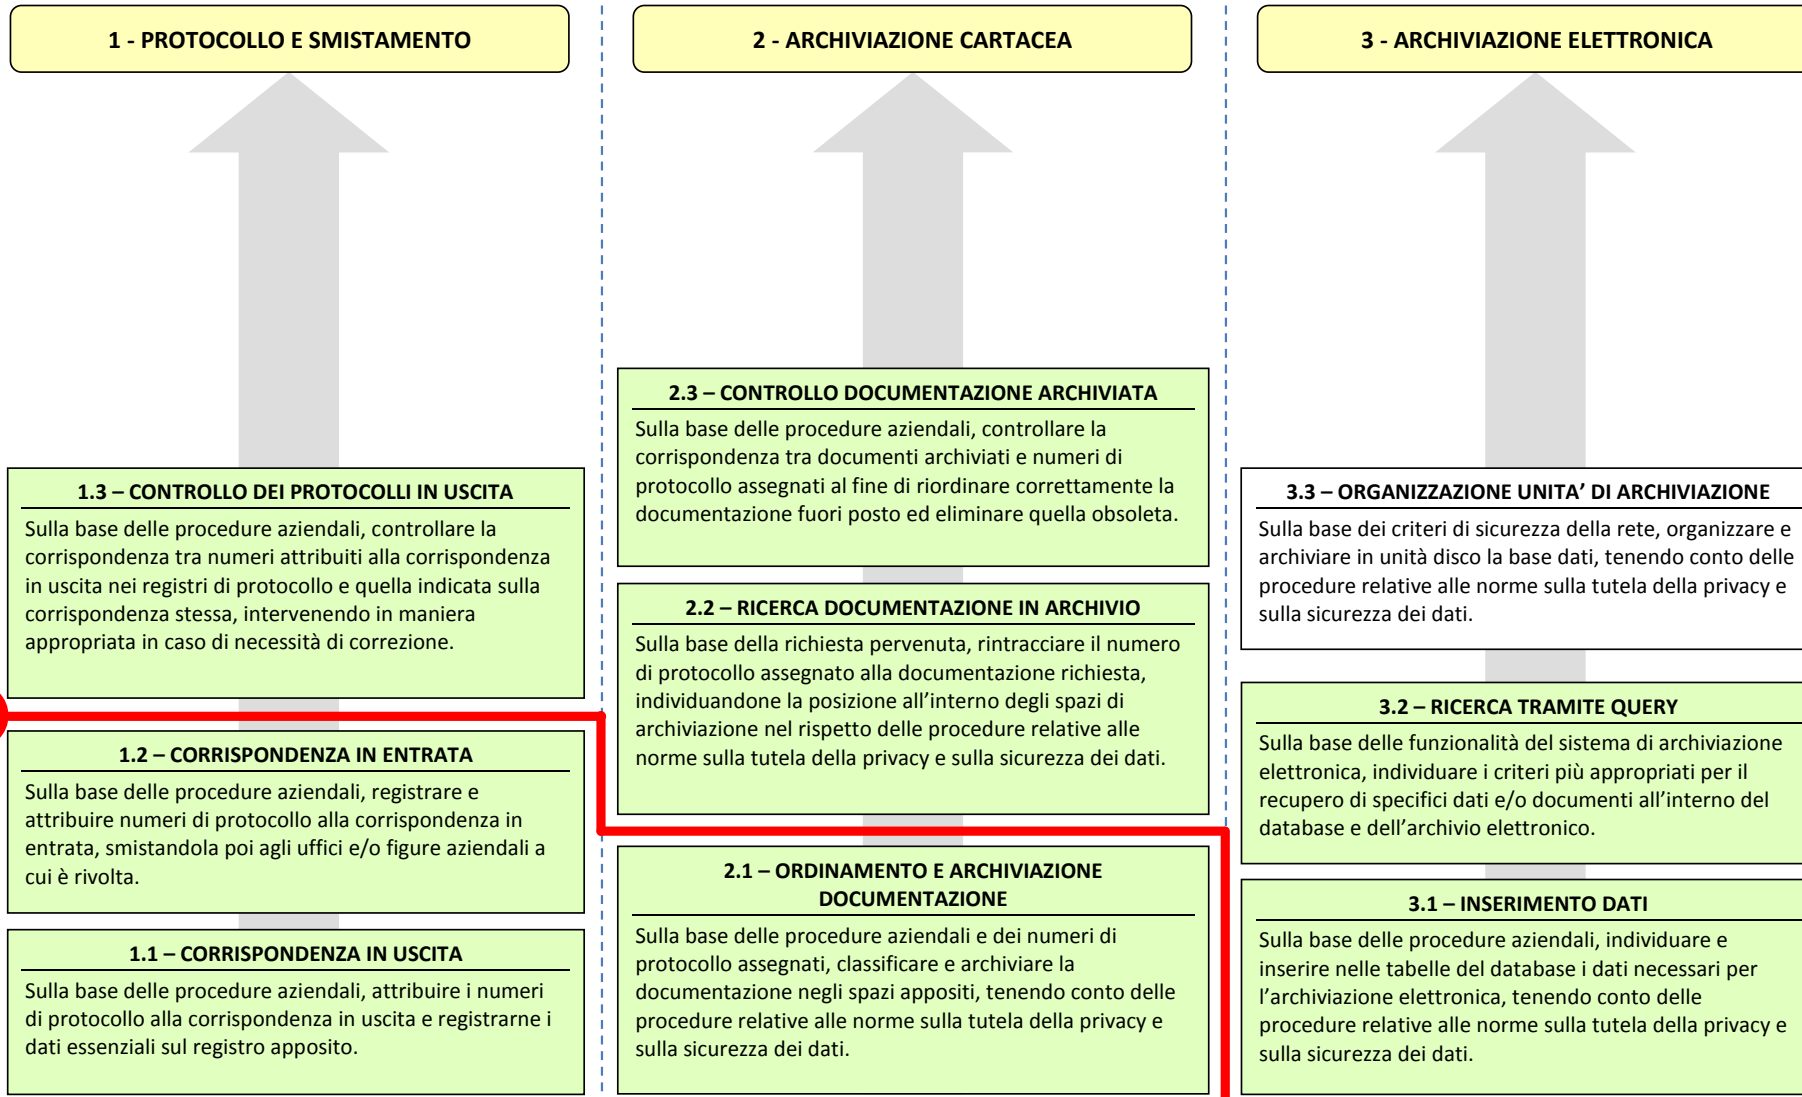 1 - PROTOCOLLO E SMISTAMENTO
1.3 – CONTROLLO DEI PROTOCOLLI IN USCITA
Sulla base delle procedure aziendali, controllare la
corrispondenza tra numeri attribuiti alla corrispondenza
in uscita nei registri di protocollo e quella indicata sulla
corrispondenza stessa, intervenendo in maniera
appropriata in caso di necessità di correzione.
1.2 – CORRISPONDENZA IN ENTRATA
Sulla base delle procedure aziendali, registrare e
attribuire numeri di protocollo alla corrispondenza in
entrata, smistandola poi agli uffici e/o figure aziendali a
cui è rivolta.
1.1 – CORRISPONDENZA IN USCITA
Sulla base delle procedure aziendali, attribuire i numeri
di protocollo alla corrispondenza in uscita e registrarne i
dati essenziali sul registro apposito.
2 - ARCHIVIAZIONE CARTACEA
2.3 – CONTROLLO DOCUMENTAZIONE ARCHIVIATA
Sulla base delle procedure aziendali, controllare la
corrispondenza tra documenti archiviati e numeri di
protocollo assegnati al fine di riordinare correttamente la
documentazione fuori posto ed eliminare quella obsoleta.
2.2 – RICERCA DOCUMENTAZIONE IN ARCHIVIO
Sulla base della richiesta pervenuta, rintracciare il numero
di protocollo assegnato alla documentazione richiesta,
individuandone la posizione all’interno degli spazi di
archiviazione nel rispetto delle procedure relative alle
norme sulla tutela della privacy e sulla sicurezza dei dati.
2.1 – ORDINAMENTO E ARCHIVIAZIONE
DOCUMENTAZIONE
Sulla base delle procedure aziendali e dei numeri di
protocollo assegnati, classificare e archiviare la
documentazione negli spazi appositi, tenendo conto delle
procedure relative alle norme sulla tutela della privacy e
sulla sicurezza dei dati.
3 - ARCHIVIAZIONE ELETTRONICA
3.3 – ORGANIZZAZIONE UNITA’ DI ARCHIVIAZIONE
Sulla base dei criteri di sicurezza della rete, organizzare e
archiviare in unità disco la base dati, tenendo conto delle
procedure relative alle norme sulla tutela della privacy e
sulla sicurezza dei dati.
3.2 – RICERCA TRAMITE QUERY
Sulla base delle funzionalità del sistema di archiviazione
elettronica, individuare i criteri più appropriati per il
recupero di specifici dati e/o documenti all’interno del
database e dell’archivio elettronico.
3.1 – INSERIMENTO DATI
Sulla base delle procedure aziendali, individuare e
inserire nelle tabelle del database i dati necessari per
l’archiviazione elettronica, tenendo conto delle
procedure relative alle norme sulla tutela della privacy e
sulla sicurezza dei dati.